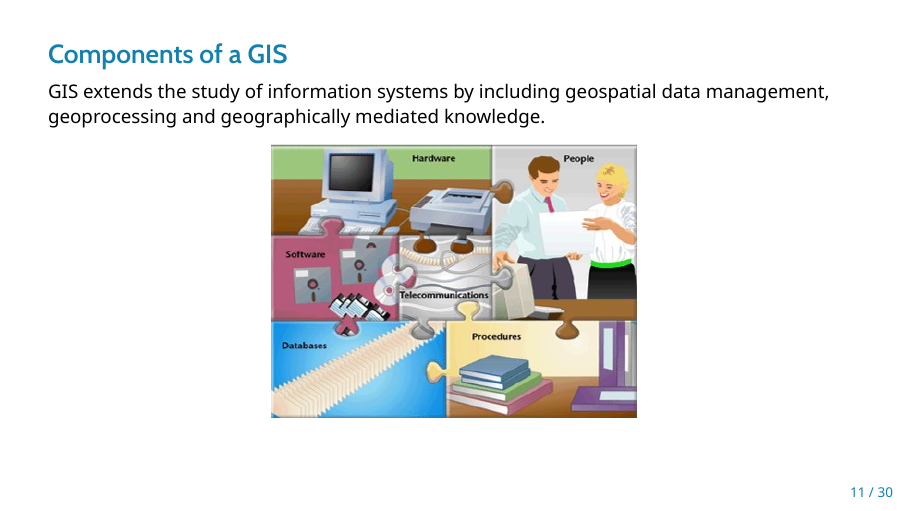 Components of a GIS
GIS extends the study of information systems by including geospatial data management,
geoprocessing and geographically mediated knowledge.
Hardware
People
Software
Telecommunications
Databases
Procedures
11 / 30